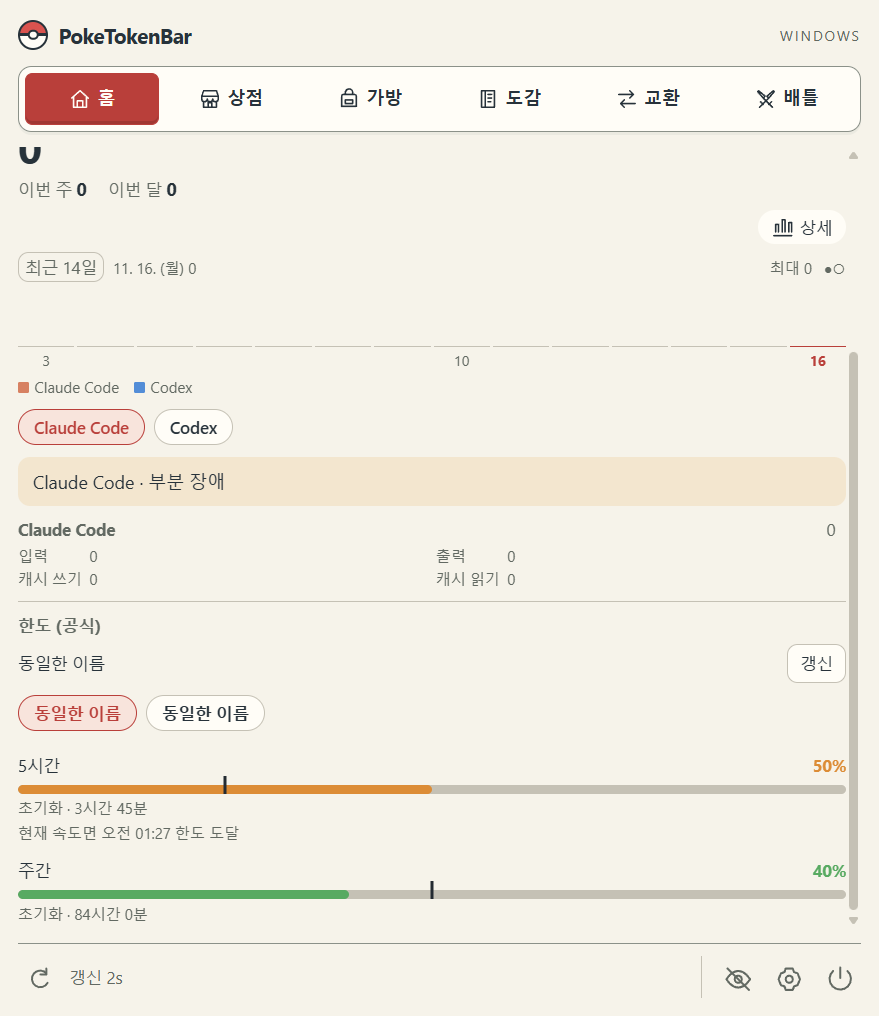 PokeTokenBar
WINDOWS
홈 상점 가방 도감 교환 배틀
0
이번 주 0 이번 달 0
상세
최근 14일 11. 16. (월) 0 최대 0
3 10 16
Claude Code Codex
Claude Code Codex
Claude Code · 부분 장애
Claude Code 0
입력 0 출력 0
캐시 쓰기 0 캐시 읽기 0
한도 (공식)
동일한 이름 갱신
동일한 이름 동일한 이름
5시간 50%
초기화 · 3시간 45분
현재 속도면 오전 01:27 한도 도달
주간 40%
초기화 · 84시간 0분
갱신 2s